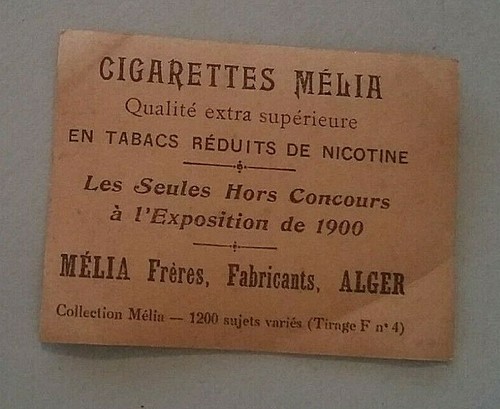 CIGARETTES MÉLIA
Qualité extra supérieure
EN TABACS RÉDUITS DE NICOTINE
Les Seules Hors Concours
à l'Exposition de 1900
MÉLIA Frères, Fabricants, ALGER
Collection Mélia — 1200 sujets variés (Tirage F n° 4)